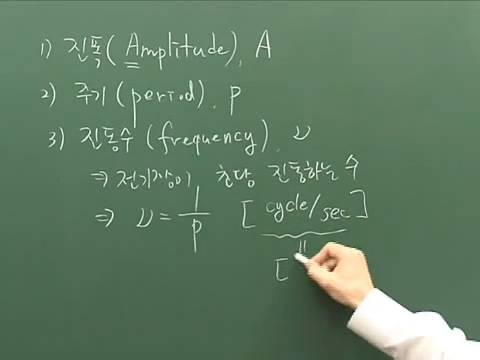 1) 진폭(Amplitude), A
2) 주기(period), p
3) 진동수(frequency), ν
⇒ 전기장이 초당 진동하는 수
⇒ ν = 1/p [cycle/sec]
"
[